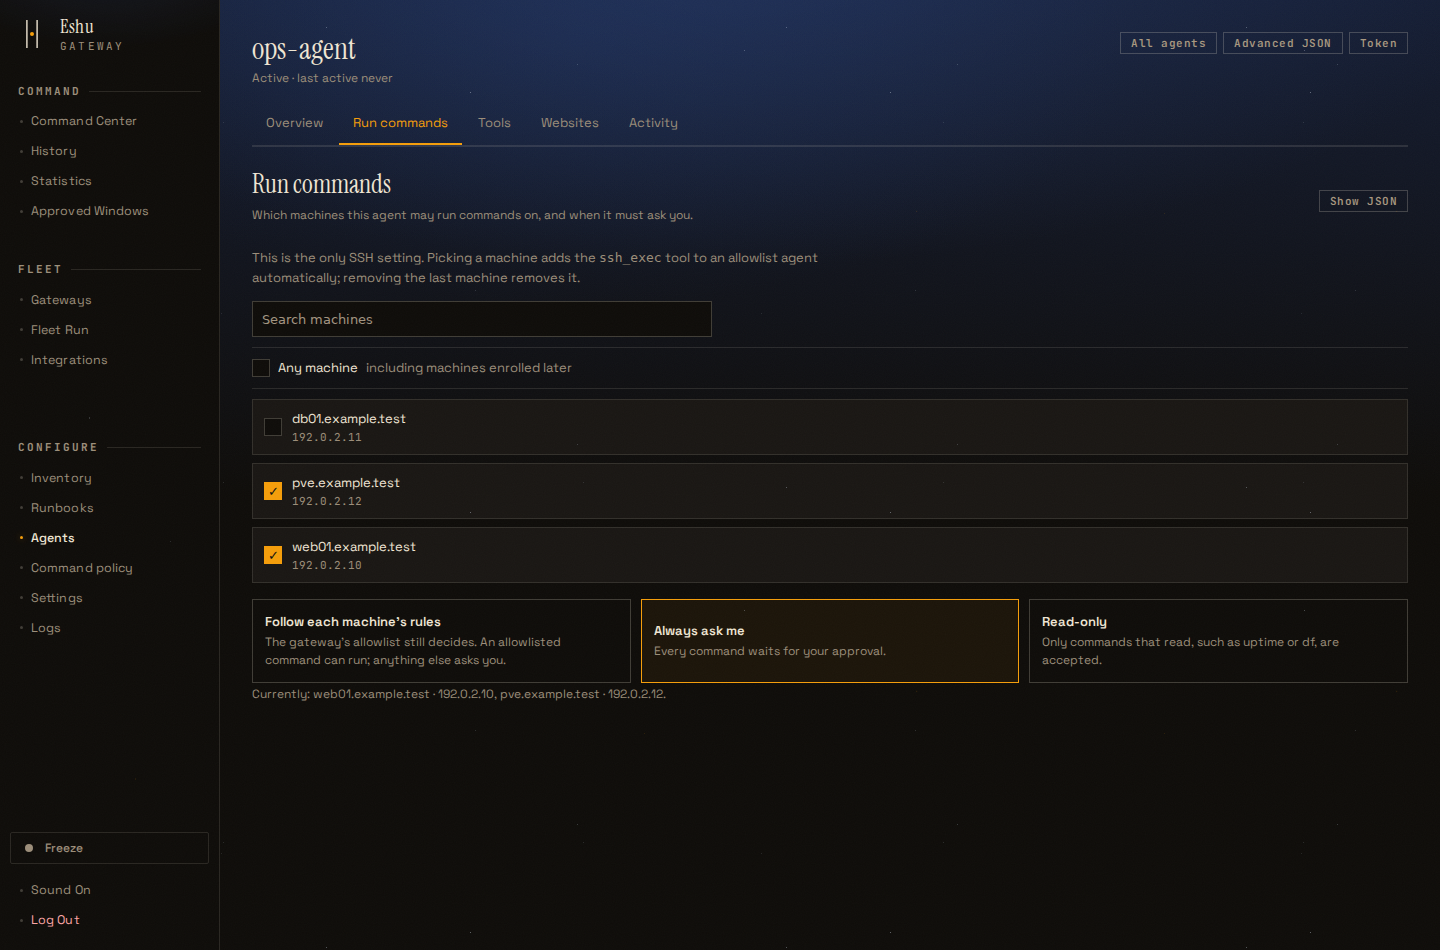 Eshu
GATEWAY
COMMAND
Command Center
History
Statistics
Approved Windows
FLEET
Gateways
Fleet Run
Integrations
CONFIGURE
Inventory
Runbooks
Agents
Command policy
Settings
Logs
Freeze
Sound On
Log Out
ops-agent
Active · last active never
All agents
Advanced JSON
Token
Overview
Run commands
Tools
Websites
Activity
Run commands
Which machines this agent may run commands on, and when it must ask you.
Show JSON
This is the only SSH setting. Picking a machine adds the ssh_exec tool to an allowlist agent
automatically; removing the last machine removes it.
Search machines
Any machine including machines enrolled later
db01.example.test
192.0.2.11
pve.example.test
192.0.2.12
web01.example.test
192.0.2.10
Follow each machine's rules
The gateway's allowlist still decides. An allowlisted
command can run; anything else asks you.
Always ask me
Every command waits for your approval.
Read-only
Only commands that read, such as uptime or df, are
accepted.
Currently: web01.example.test · 192.0.2.10, pve.example.test · 192.0.2.12.